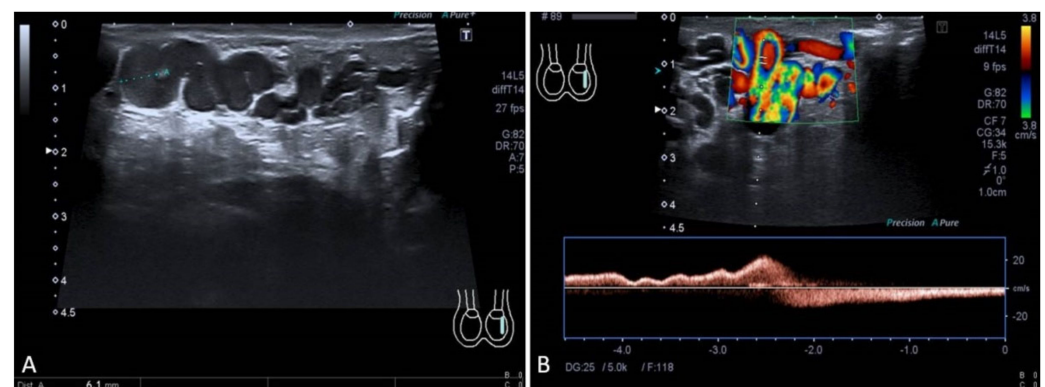 Precision A Pure+
T
0
1
2
3
4
4.5
14L5
diffT14
27 fps
G:82
DR:70
A:7
P:5
A
Dist A 6.1 mm
# 89
T
0
1
2
3
4
4.5
3.8
3.8
cm/s
14L5
diffT14
9 fps
G:82
DR:70
CF 7
CG:34
15.3k
F:5
1.0
0°
1.0cm
Precision A Pure
20
cm/s
-20
-4.0 -3.0 -2.0 -1.0 0
DG:25 /5.0k /F:118
B